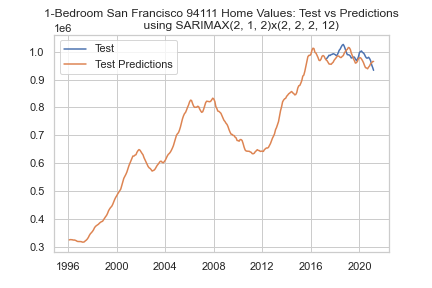 1-Bedroom San Francisco 94111 Home Values: Test vs Predictions
using SARIMAX(2, 1, 2)x(2, 2, 2, 12)
1e6
Test
Test Predictions
1.0
0.9
0.8
0.7
0.6
0.5
0.4
0.3
1996 2000 2004 2008 2012 2016 2020